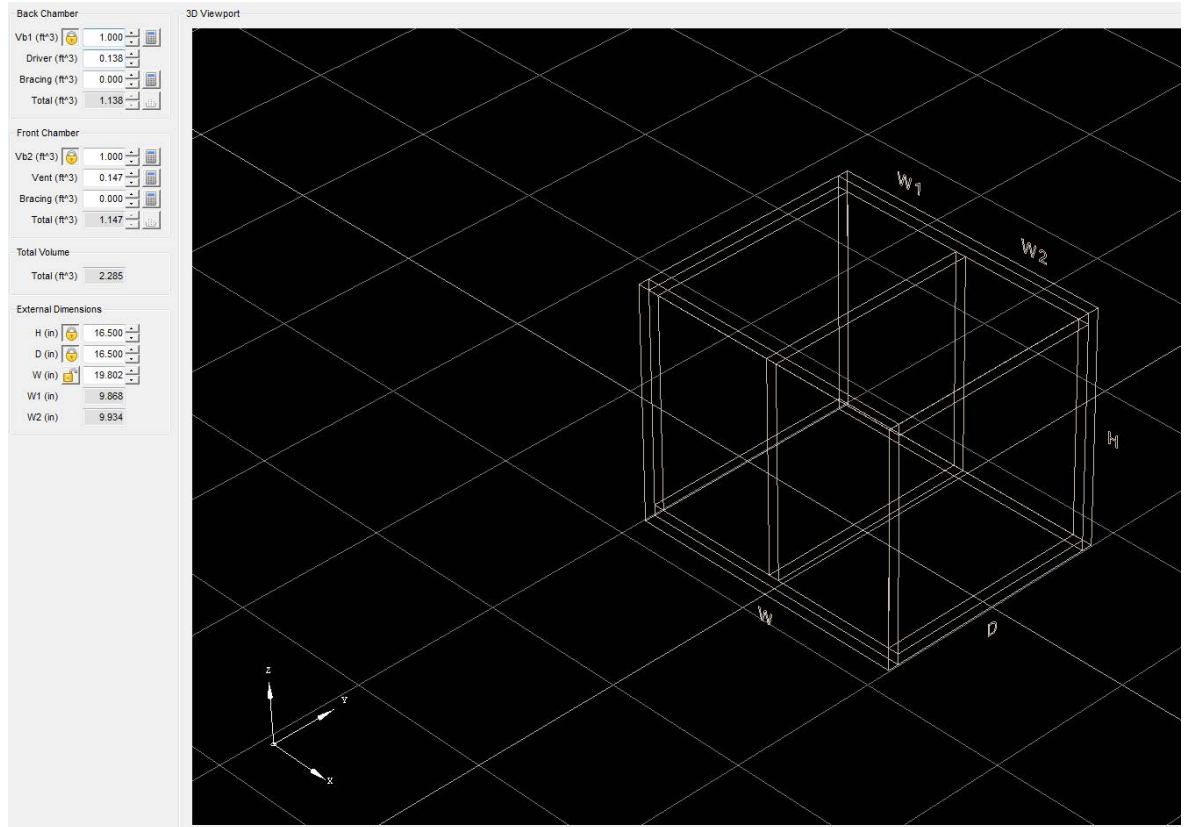 Back Chamber
Vb1 (ft^3) 1.000
Driver (ft^3) 0.138
Bracing (ft^3) 0.000
Total (ft^3) 1.138
Front Chamber
Vb2 (ft^3) 1.000
Vent (ft^3) 0.147
Bracing (ft^3) 0.000
Total (ft^3) 1.147
Total Volume
Total (ft^3) 2.285
External Dimensions
H (in) 16.500
D (in) 16.500
W (in) 19.802
W1 (in) 9.868
W2 (in) 9.934
3D Viewport
W1
W2
H
W
D
Z
Y
X